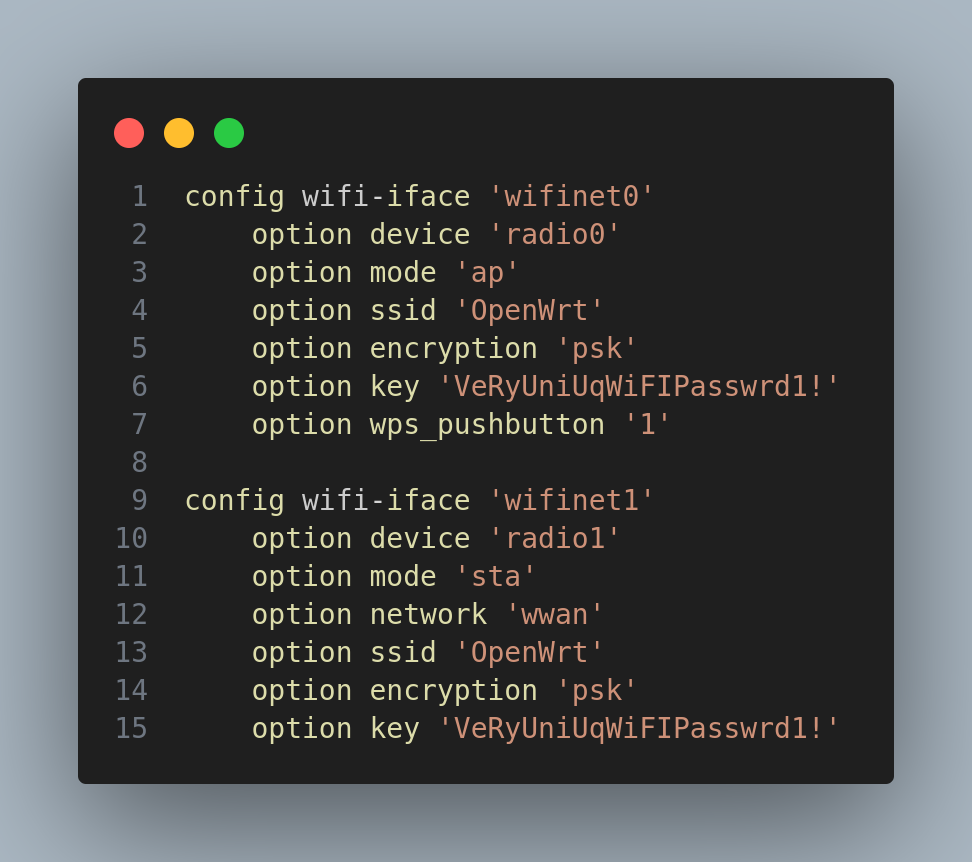 1 config wifi-iface 'wifinet0'
2     option device 'radio0'
3     option mode 'ap'
4     option ssid 'OpenWrt'
5     option encryption 'psk'
6     option key 'VeRyUniUqWiFIPasswrd1!'
7     option wps_pushbutton '1'
8
9 config wifi-iface 'wifinet1'
10     option device 'radio1'
11     option mode 'sta'
12     option network 'wwan'
13     option ssid 'OpenWrt'
14     option encryption 'psk'
15     option key 'VeRyUniUqWiFIPasswrd1!'